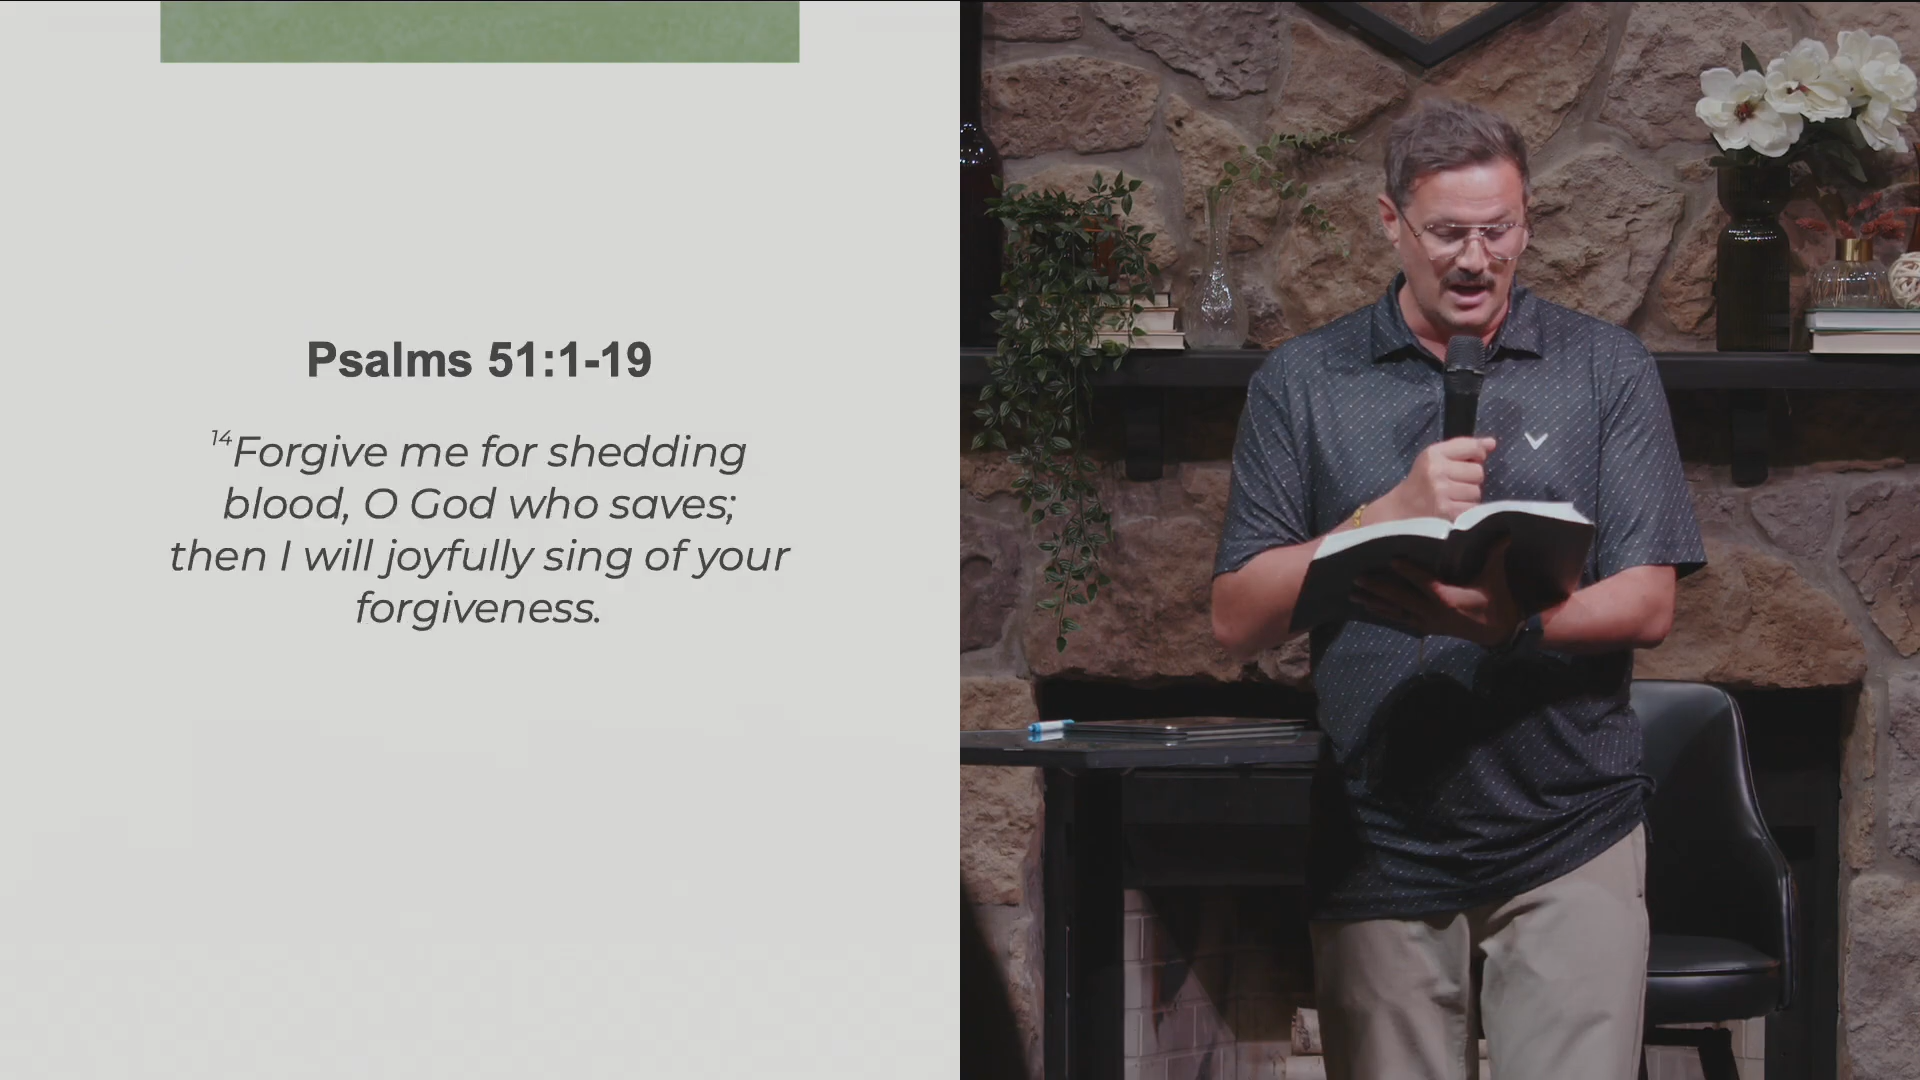 Psalms 51:1-19
14Forgive me for shedding
blood, O God who saves;
then I will joyfully sing of your
forgiveness.